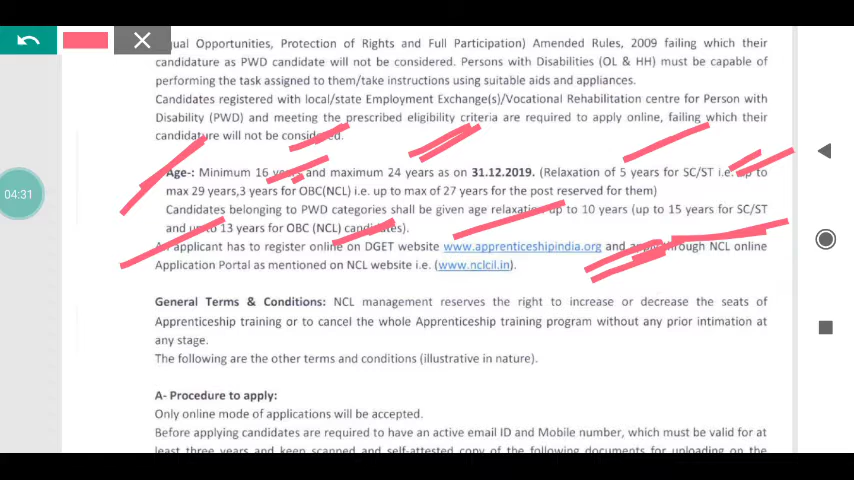 qual Opportunities, Protection of Rights and Full Participation) Amended Rules, 2009 failing which their
candidature as PWD candidate will not be considered. Persons with Disabilities (OL & HH) must be capable of
performing the task assigned to them/take instructions using suitable aids and appliances.
Candidates registered with local/state Employment Exchange(s)/Vocational Rehabilitation centre for Person with
Disability (PWD) and meeting the prescribed eligibility criteria are required to apply online, failing which their
candidature will not be considered.
04:31
Age-: Minimum 16 years and maximum 24 years as on 31.12.2019. (Relaxation of 5 years for SC/ST i.e. up to
max 29 years,3 years for OBC(NCL) i.e. up to max of 27 years for the post reserved for them)
Candidates belonging to PWD categories shall be given age relaxation up to 10 years (up to 15 years for SC/ST
and up to 13 years for OBC (NCL) candidates).
An applicant has to register online on DGET website www.apprenticeshipindia.org and apply through NCL online
Application Portal as mentioned on NCL website i.e. (www.nclcil.in).
General Terms & Conditions: NCL management reserves the right to increase or decrease the seats of
Apprenticeship training or to cancel the whole Apprenticeship training program without any prior intimation at
any stage.
The following are the other terms and conditions (illustrative in nature).
A- Procedure to apply:
Only online mode of applications will be accepted.
Before applying candidates are required to have an active email ID and Mobile number, which must be valid for at
least three years and keep scanned and self-attested copy of the following documents for uploading on the